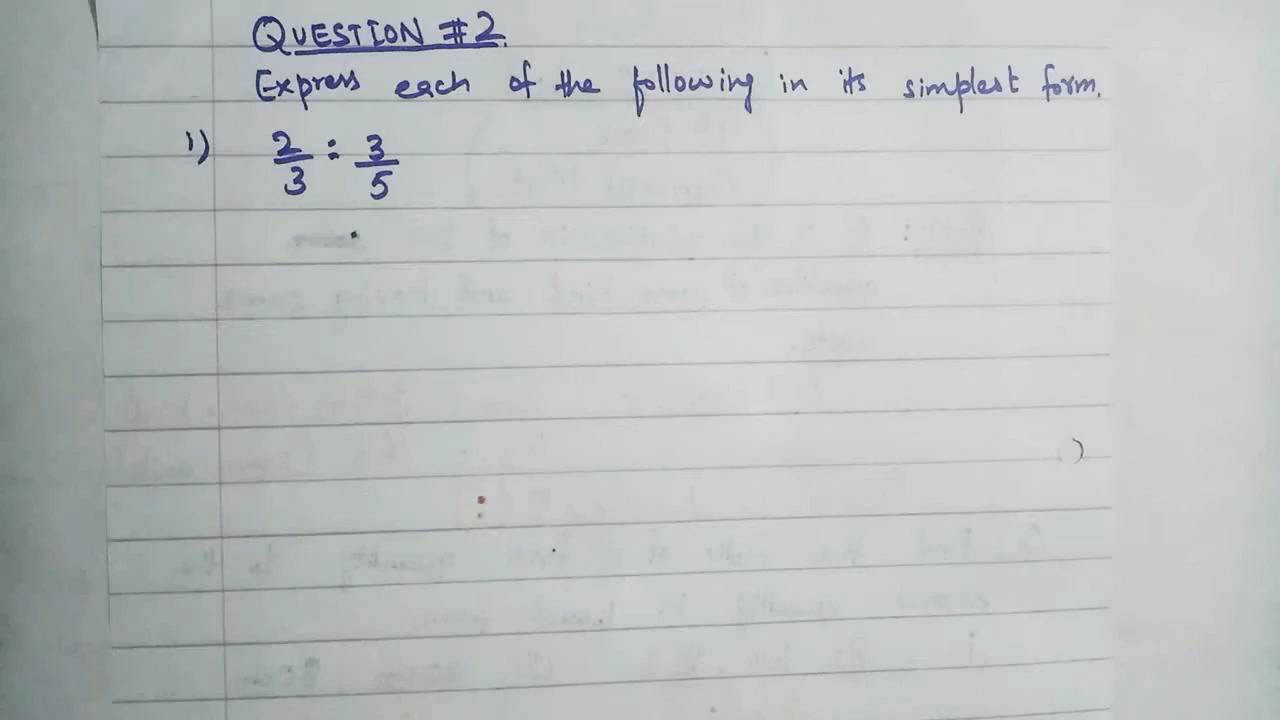 QUESTION #2.
Express each of the following in its simplest form.
1) 2/3 : 3/5